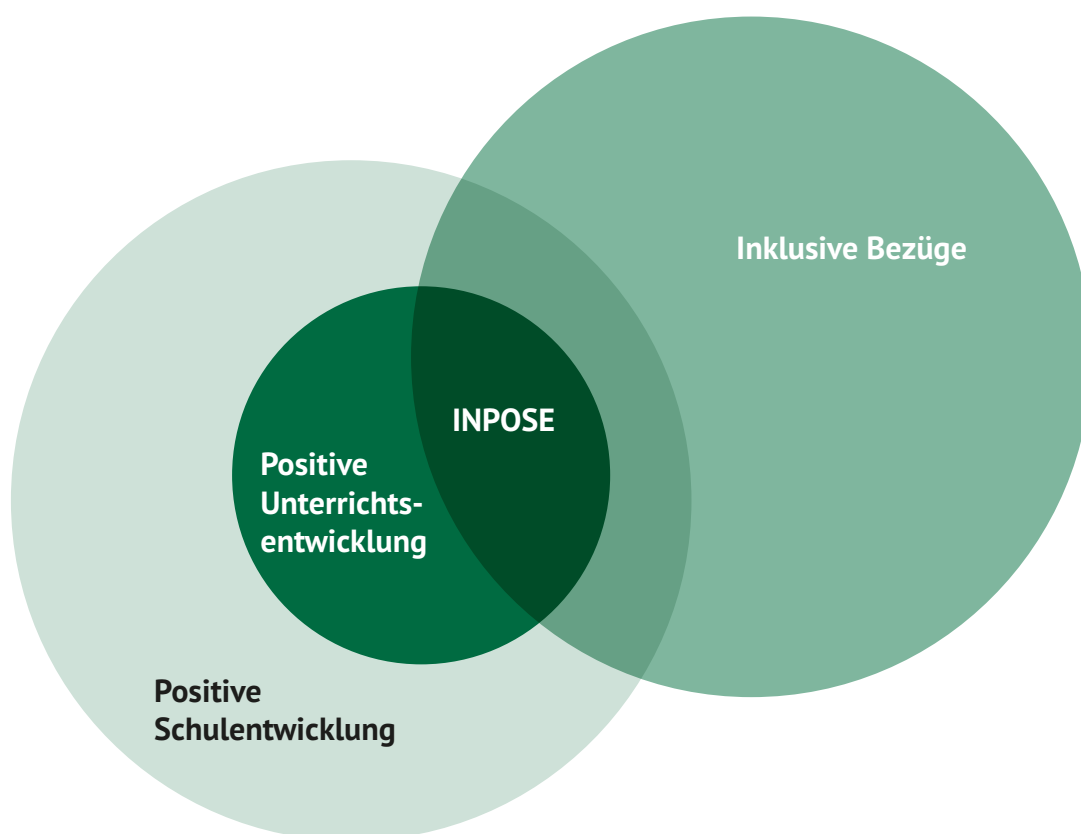 Inklusive Bezüge
INPOSE
Positive
Unterrichts-
entwicklung
Positive
Schulentwicklung